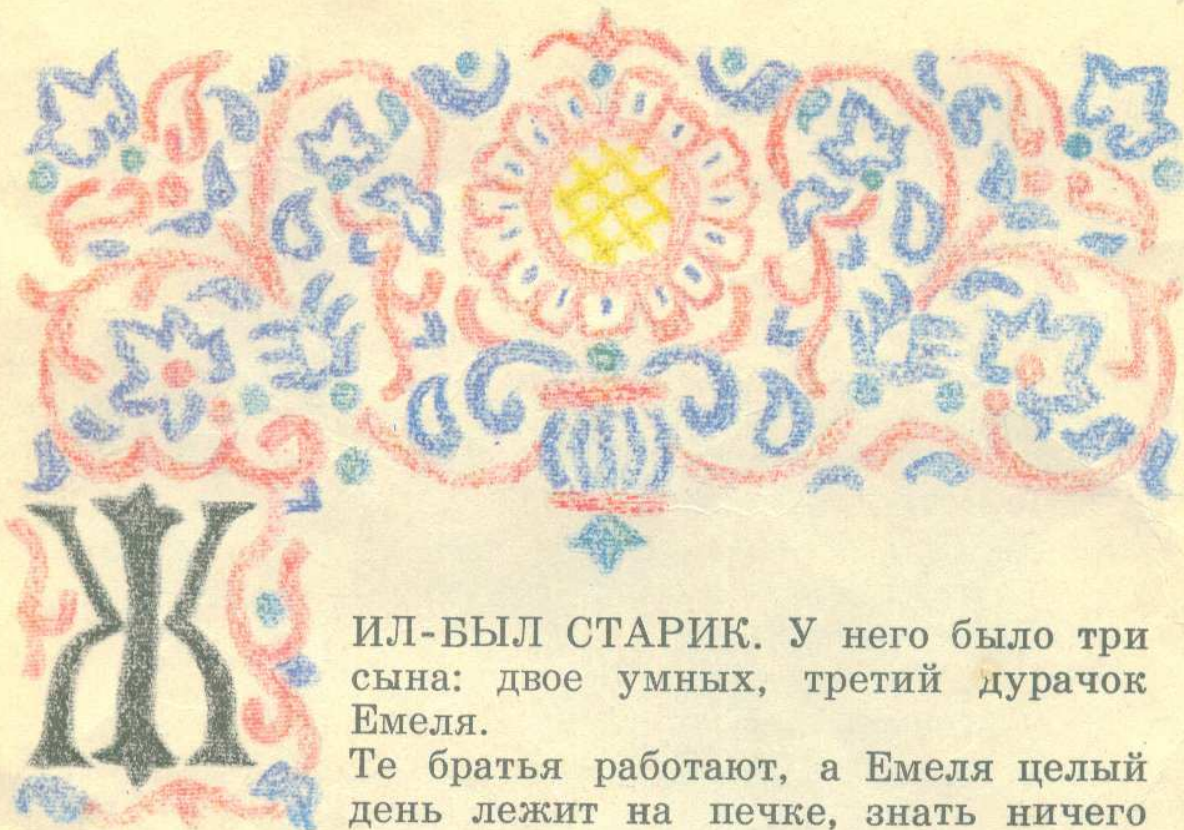 ЖИЛ-БЫЛ СТАРИК. У него было три
сына: двое умных, третий дурачок
Емеля.
Те братья работают, а Емеля целый
день лежит на печке, знать ничего